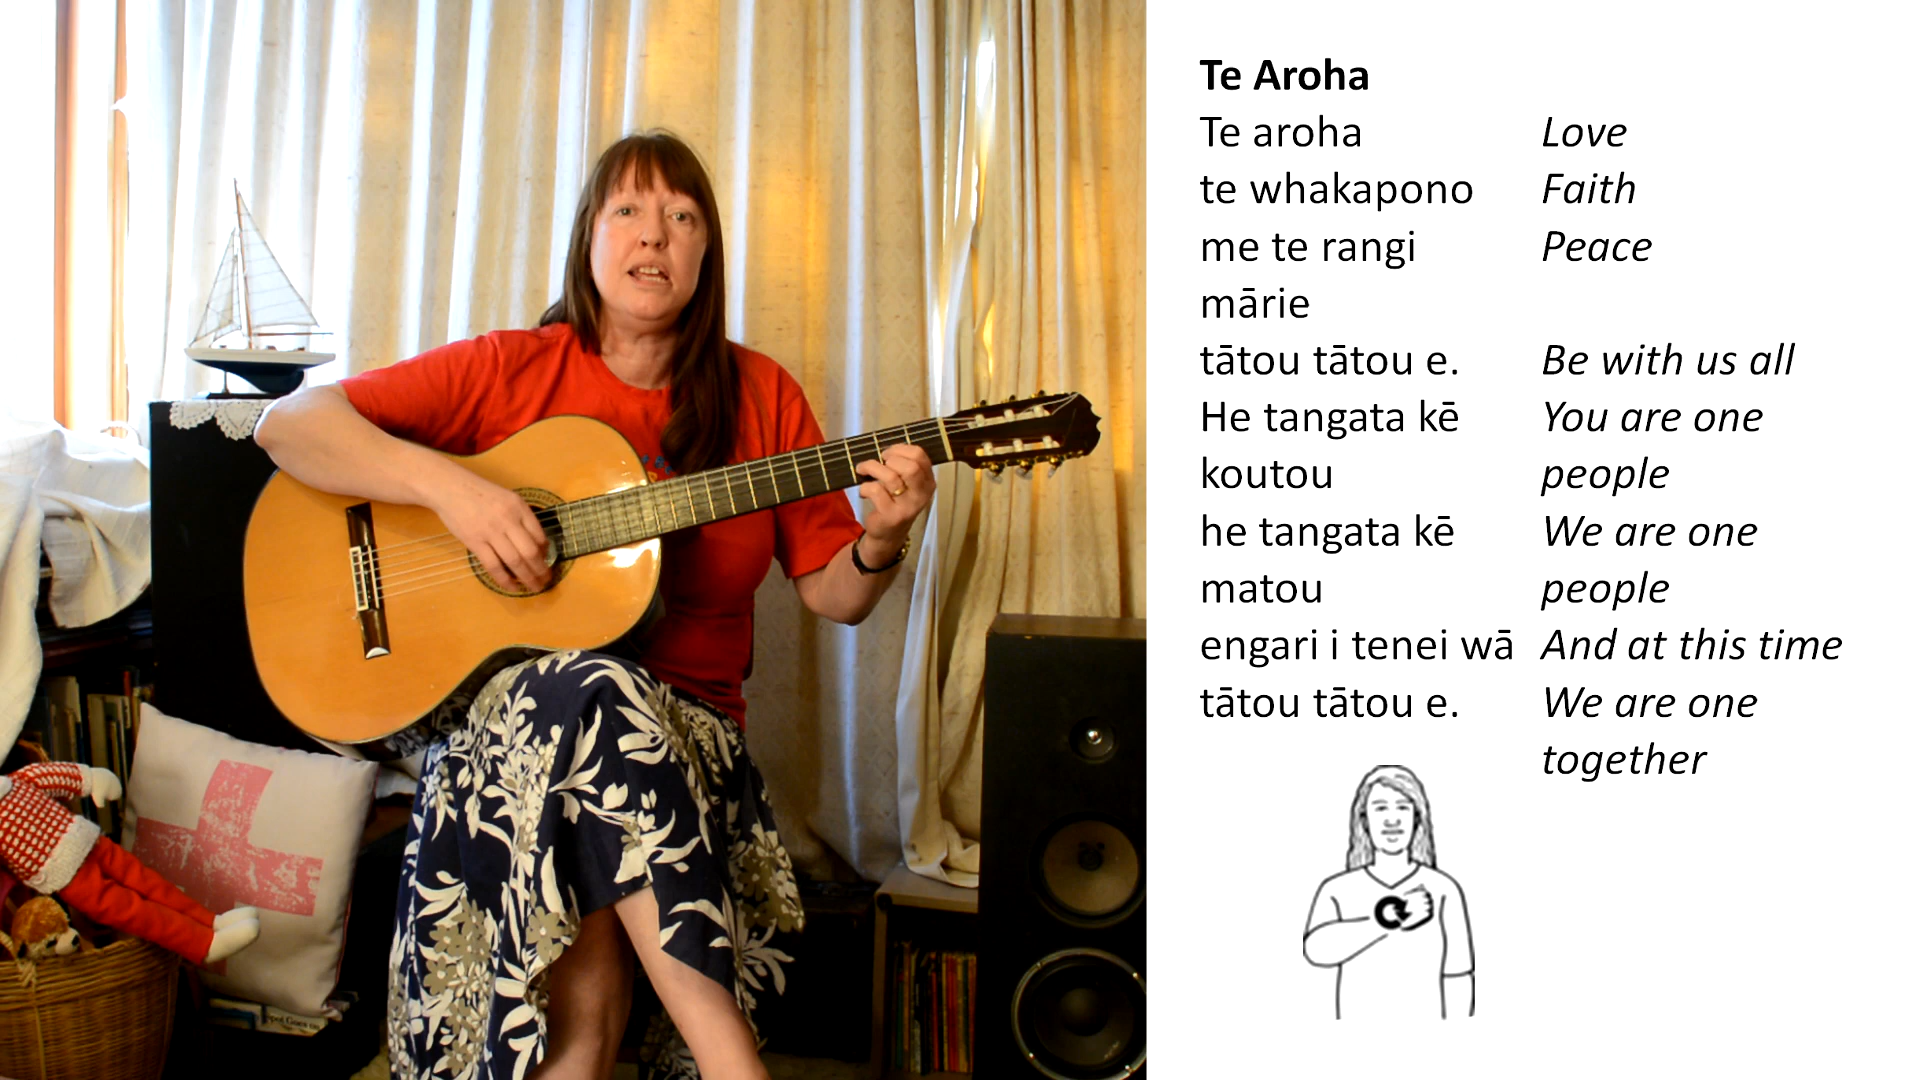 Te Aroha
Te aroha Love
te whakapono Faith
me te rangi Peace
mārie
tātou tātou e. Be with us all
He tangata kē You are one
koutou people
he tangata kē We are one
matou people
engari i tenei wā And at this time
tātou tātou e. We are one
together